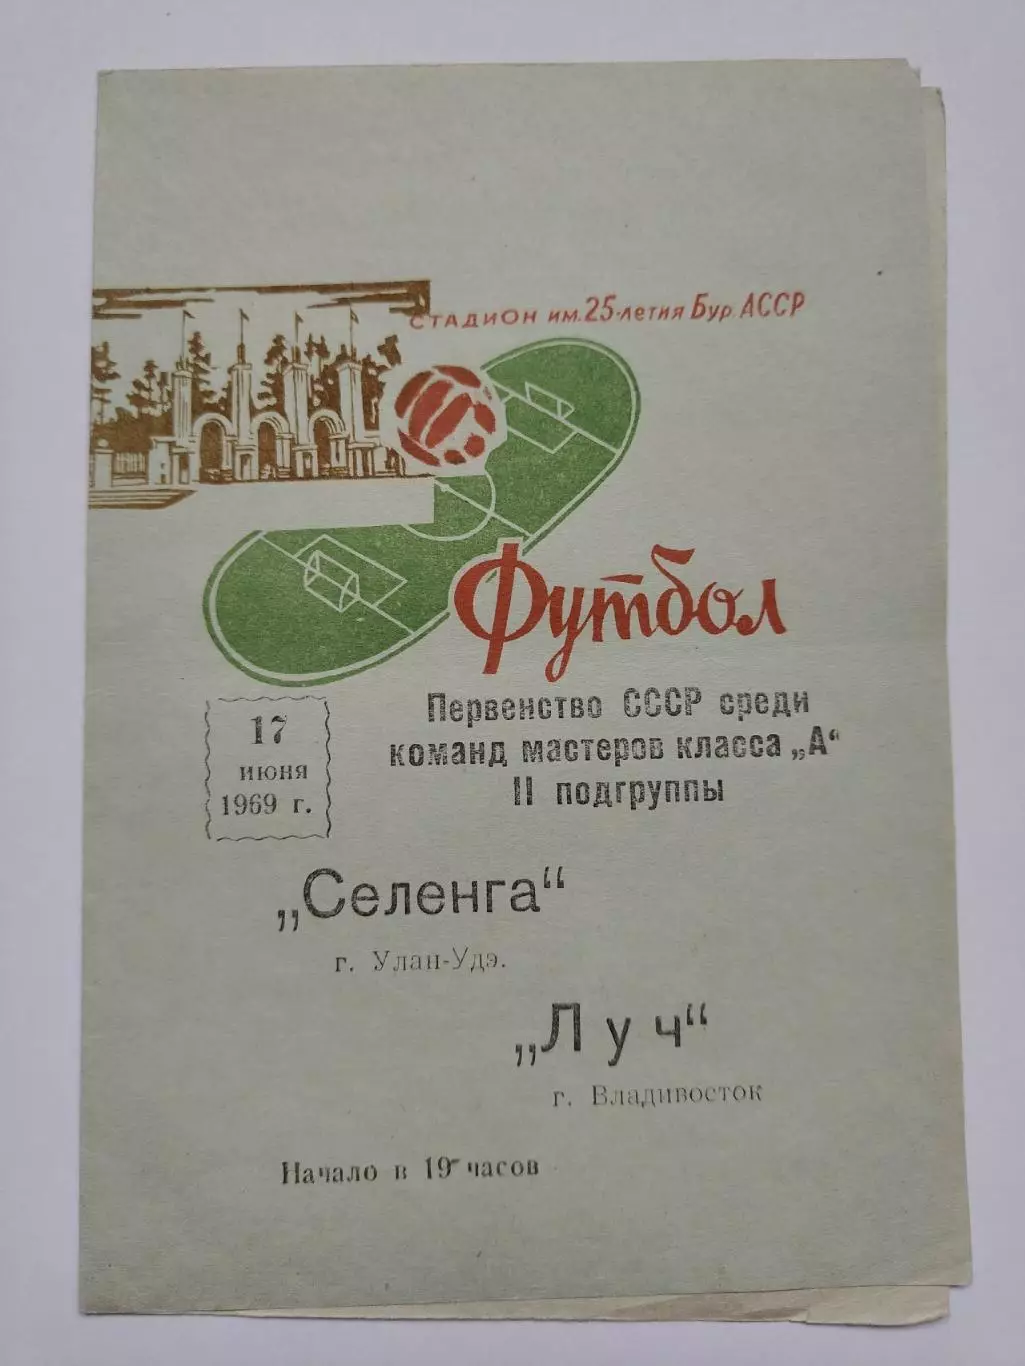 СТАДИОН им. 25-летия Бур. АССР
Футбол
Первенство СССР среди
команд мастеров класса „А“
II подгруппы
17
июня
1969 г.
„Селенга“
г. Улан-Удэ.
„Луч“
г. Владивосток
Начало в 19 часов